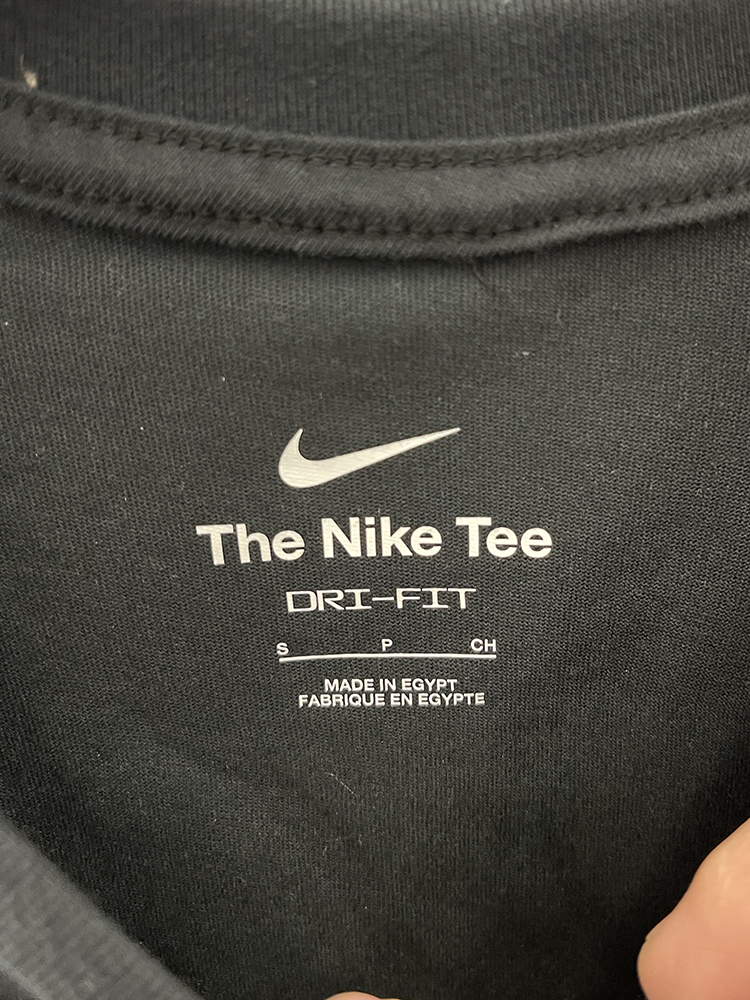 The Nike Tee
DRI-FIT
S P CH
MADE IN EGYPT
FABRIQUE EN EGYPTE